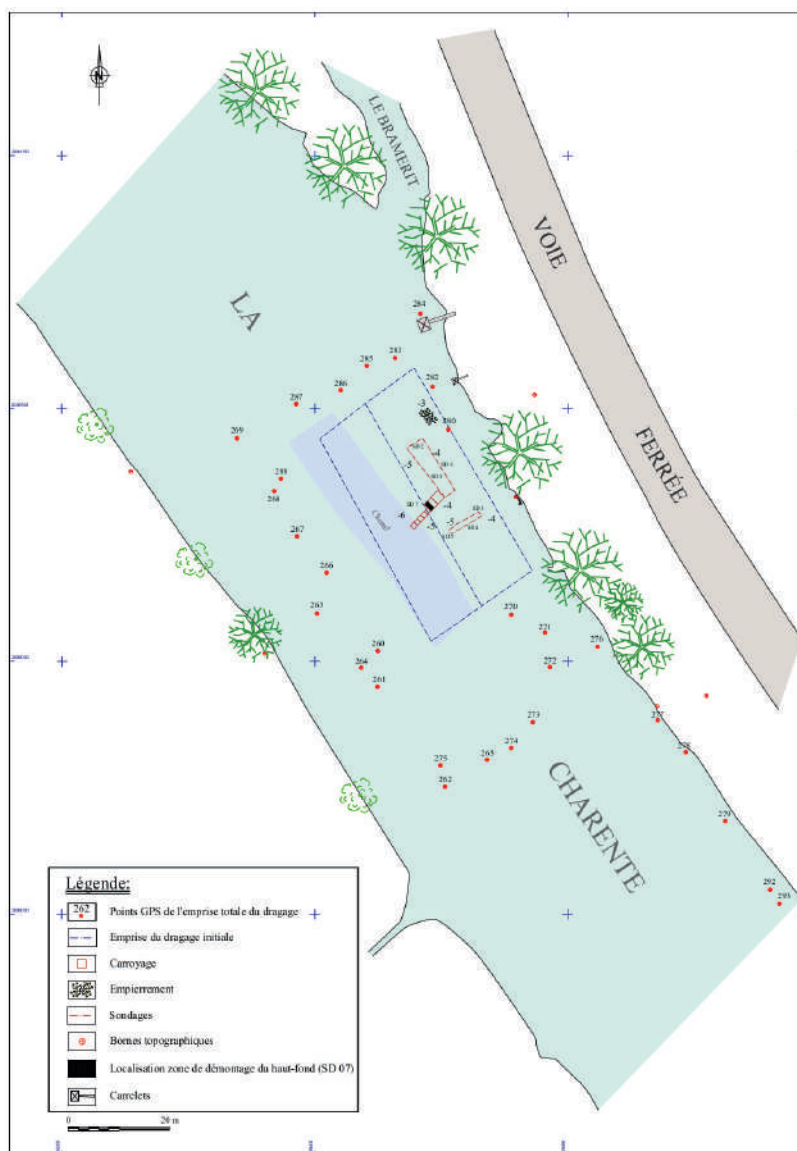 N
LE BRAMERIT
VOIE
FERRÉE
LA
CHARENTE
284
285
282
286
287
280
269
288
268
267
266
263
260
264
261
270
271
272
276
273
274
265
275
262
277
278
279
292
293
-3
-4
-5
-4
-6
-5
-5
-4
Légende:
262
Points GPS de l'emprise totale du dragage
Emprise du dragage initiale
Carroyage
Empierrement
Sondages
Bornes topographiques
Localisation zone de démontage du haut-fond (SD 07)
Carrelets
0
20 m